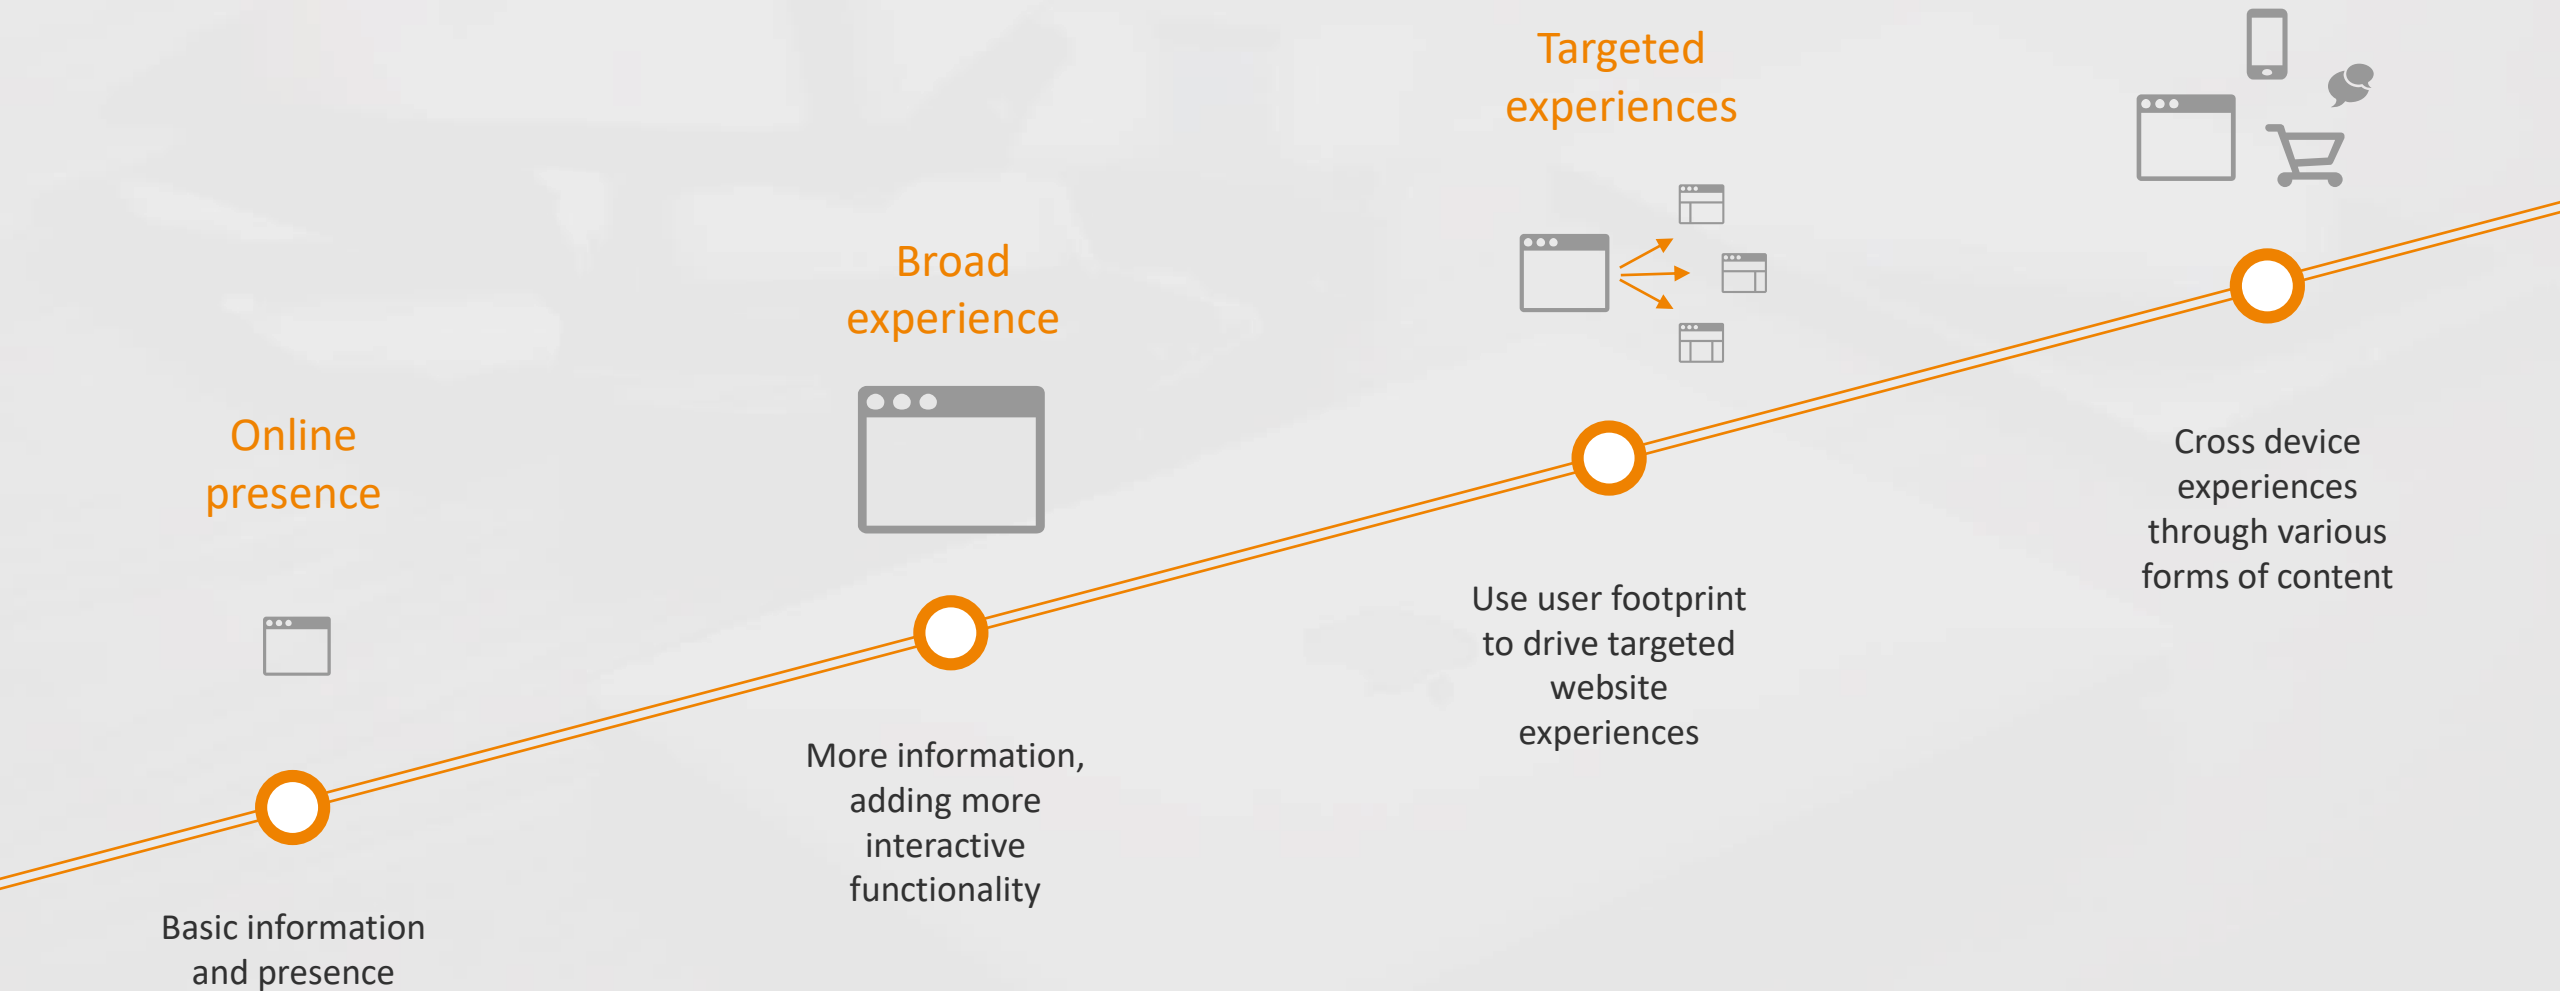 Online
presence
Basic information
and presence
Broad
experience
More information,
adding more
interactive
functionality
Targeted
experiences
Use user footprint
to drive targeted
website
experiences
Cross device
experiences
through various
forms of content